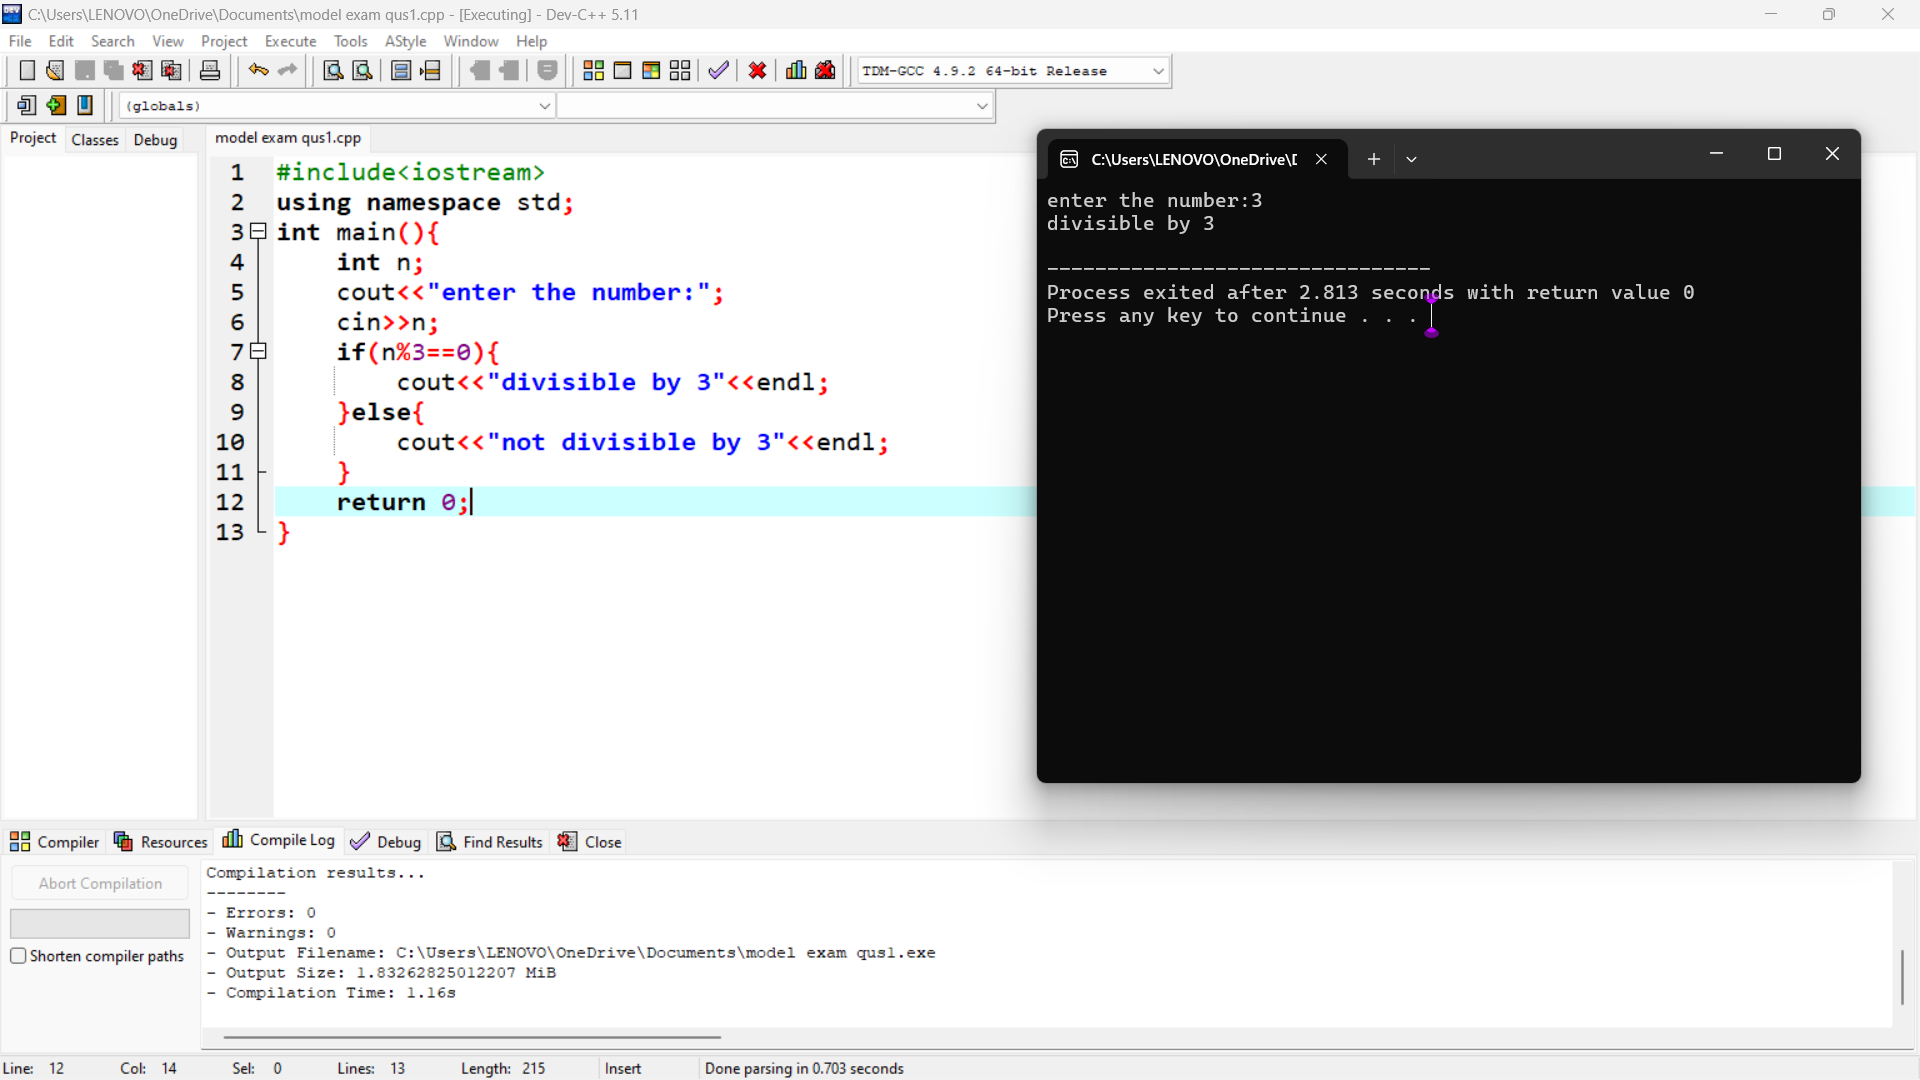 C:\Users\LENOVO\OneDrive\Documents\model exam qus1.cpp - [Executing] - Dev-C++ 5.11
File Edit Search View Project Execute Tools AStyle Window Help
TDM-GCC 4.9.2 64-bit Release
(globals)
Project Classes Debug
model exam qus1.cpp
1 #include<iostream>
2 using namespace std;
3 int main(){
4 int n;
5 cout<<"enter the number:";
6 cin>>n;
7 if(n%3==0){
8 cout<<"divisible by 3"<<endl;
9 }else{
10 cout<<"not divisible by 3"<<endl;
11 }
12 return 0;
13 }
C:\Users\LENOVO\OneDrive\D
enter the number:3
divisible by 3
--------------------------------
Process exited after 2.813 seconds with return value 0
Press any key to continue . . .
Compiler Resources Compile Log Debug Find Results Close
Abort Compilation
Shorten compiler paths
Compilation results...
--------
- Errors: 0
- Warnings: 0
- Output Filename: C:\Users\LENOVO\OneDrive\Documents\model exam qus1.exe
- Output Size: 1.83262825012207 MiB
- Compilation Time: 1.16s
Line: 12 Col: 14 Sel: 0 Lines: 13 Length: 215 Insert Done parsing in 0.703 seconds